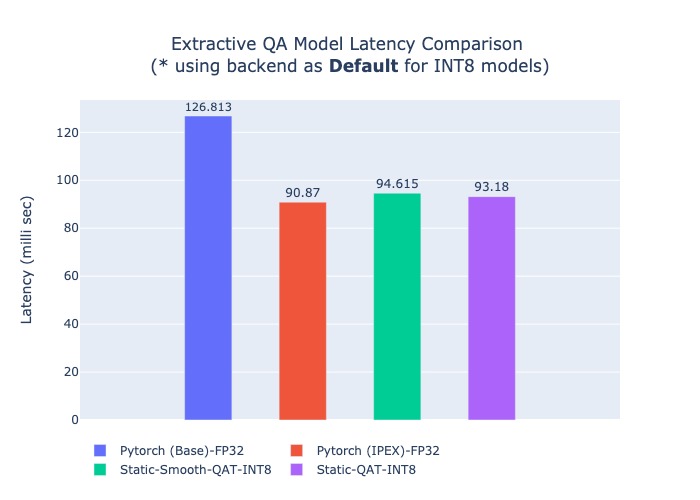 Extractive QA Model Latency Comparison
(* using backend as Default for INT8 models)
126.813
90.87
94.615
93.18
120
100
80
60
40
20
0
Latency (milli sec)
Pytorch (Base)-FP32
Pytorch (IPEX)-FP32
Static-Smooth-QAT-INT8
Static-QAT-INT8